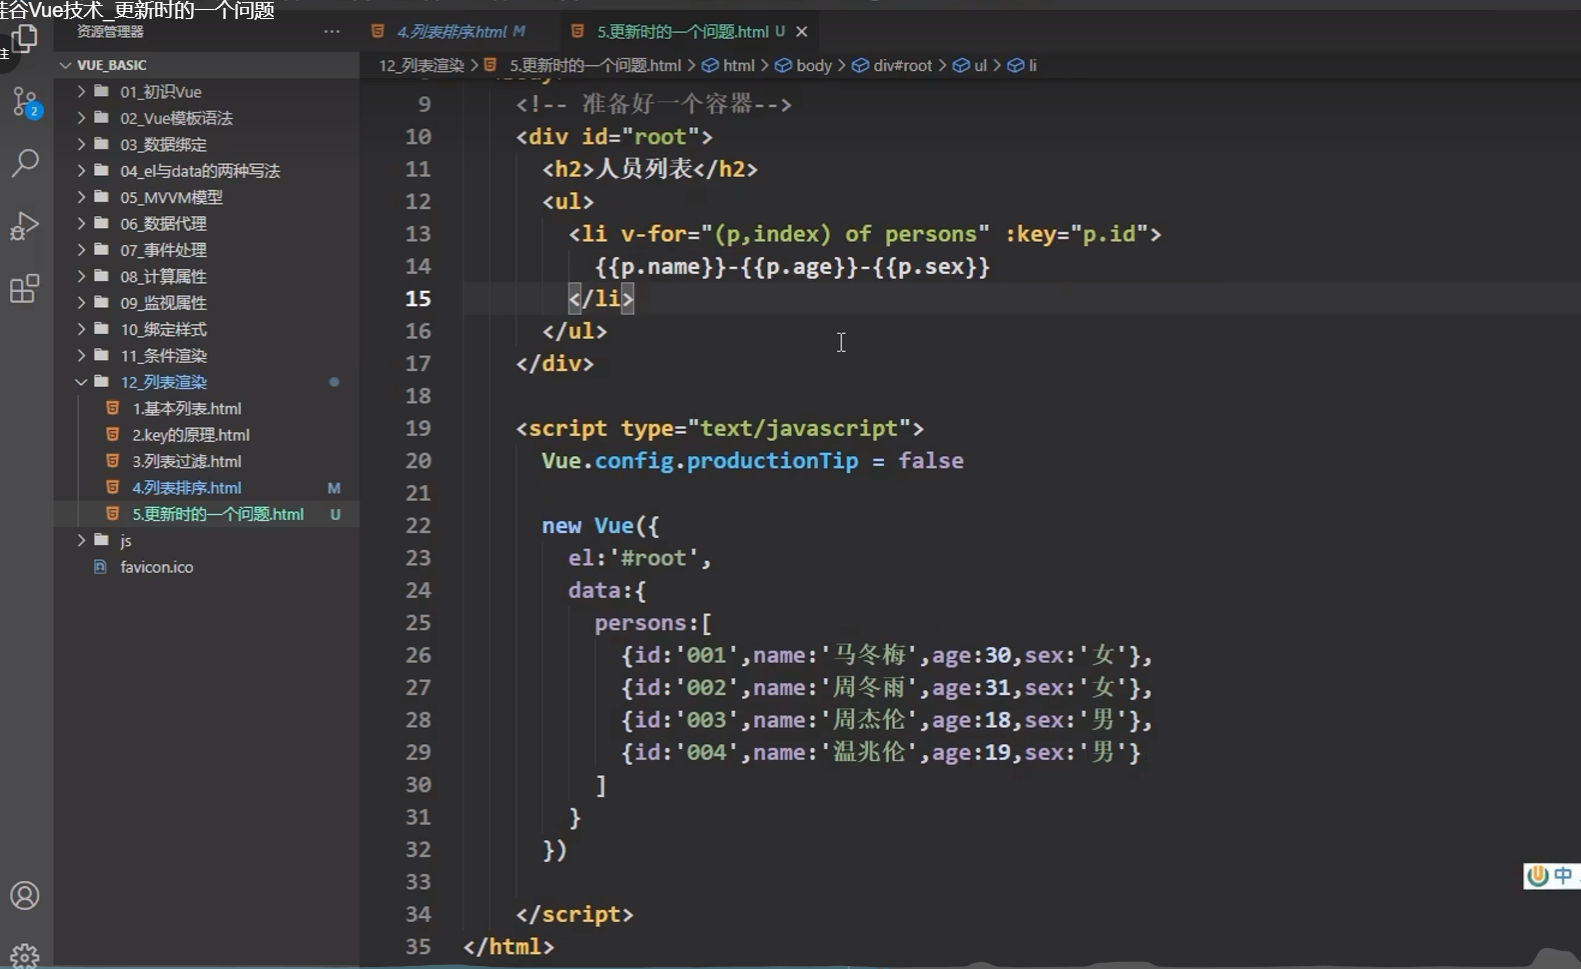 硅谷Vue技术_更新时的一个问题
资源管理器
···
4.列表排序.html M
5.更新时的一个问题.html U
VUE_BASIC
12_列表渲染 > 5.更新时的一个问题.html > html > body > div#root > ul > li
01_初识Vue
02_Vue模板语法
03_数据绑定
04_el与data的两种写法
05_MVVM模型
06_数据代理
07_事件处理
08_计算属性
09_监视属性
10_绑定样式
11_条件渲染
12_列表渲染
1.基本列表.html
2.key的原理.html
3.列表过滤.html
4.列表排序.html M
5.更新时的一个问题.html U
js
favicon.ico
2
9 <!-- 准备好一个容器-->
10 <div id="root">
11 <h2>人员列表</h2>
12 <ul>
13 <li v-for="(p,index) of persons" :key="p.id">
14 {{p.name}}-{{p.age}}-{{p.sex}}
15 </li>
16 </ul>
17 </div>
18
19 <script type="text/javascript">
20 Vue.config.productionTip = false
21
22 new Vue({
23 el:'#root',
24 data:{
25 persons:[
26 {id:'001',name:'马冬梅',age:30,sex:'女'},
27 {id:'002',name:'周冬雨',age:31,sex:'女'},
28 {id:'003',name:'周杰伦',age:18,sex:'男'},
29 {id:'004',name:'温兆伦',age:19,sex:'男'}
30 ]
31 }
32 })
33
34 </script>
35 </html>
中